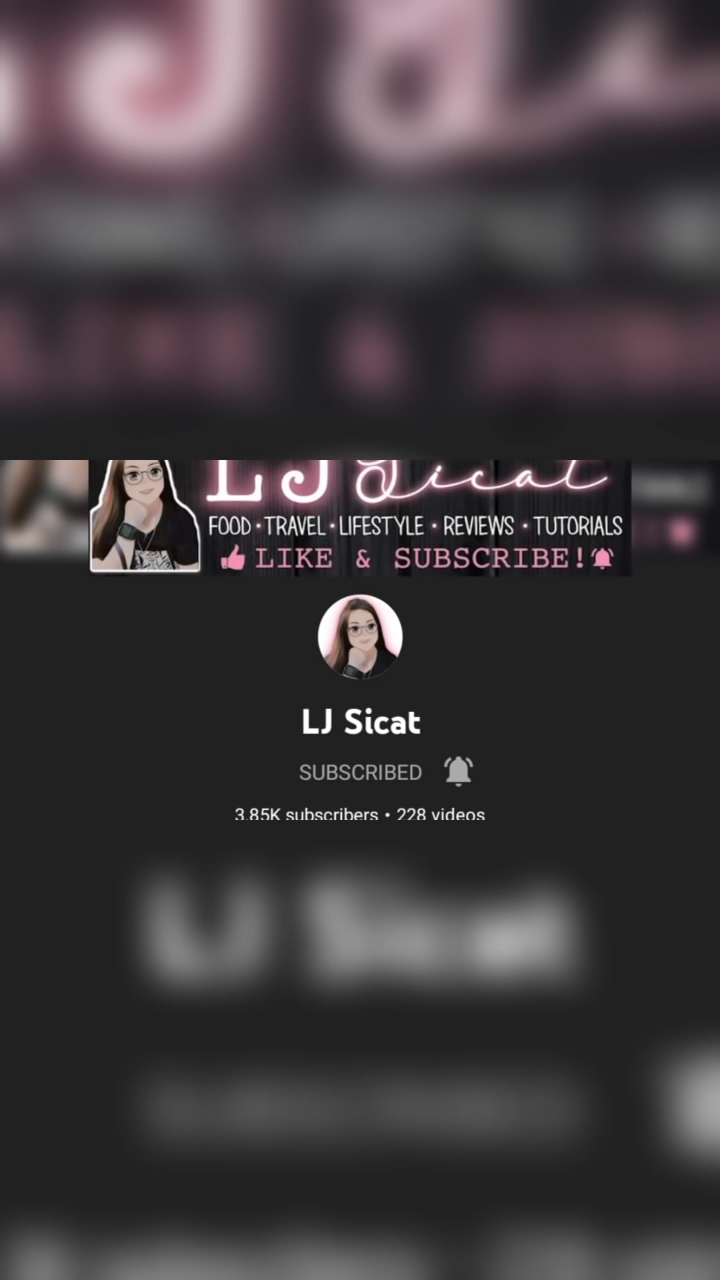 LJ Sicat
FOOD • TRAVEL • LIFESTYLE • REVIEWS • TUTORIALS
LIKE & SUBSCRIBE!
LJ Sicat
SUBSCRIBED
3.85K subscribers • 228 videos